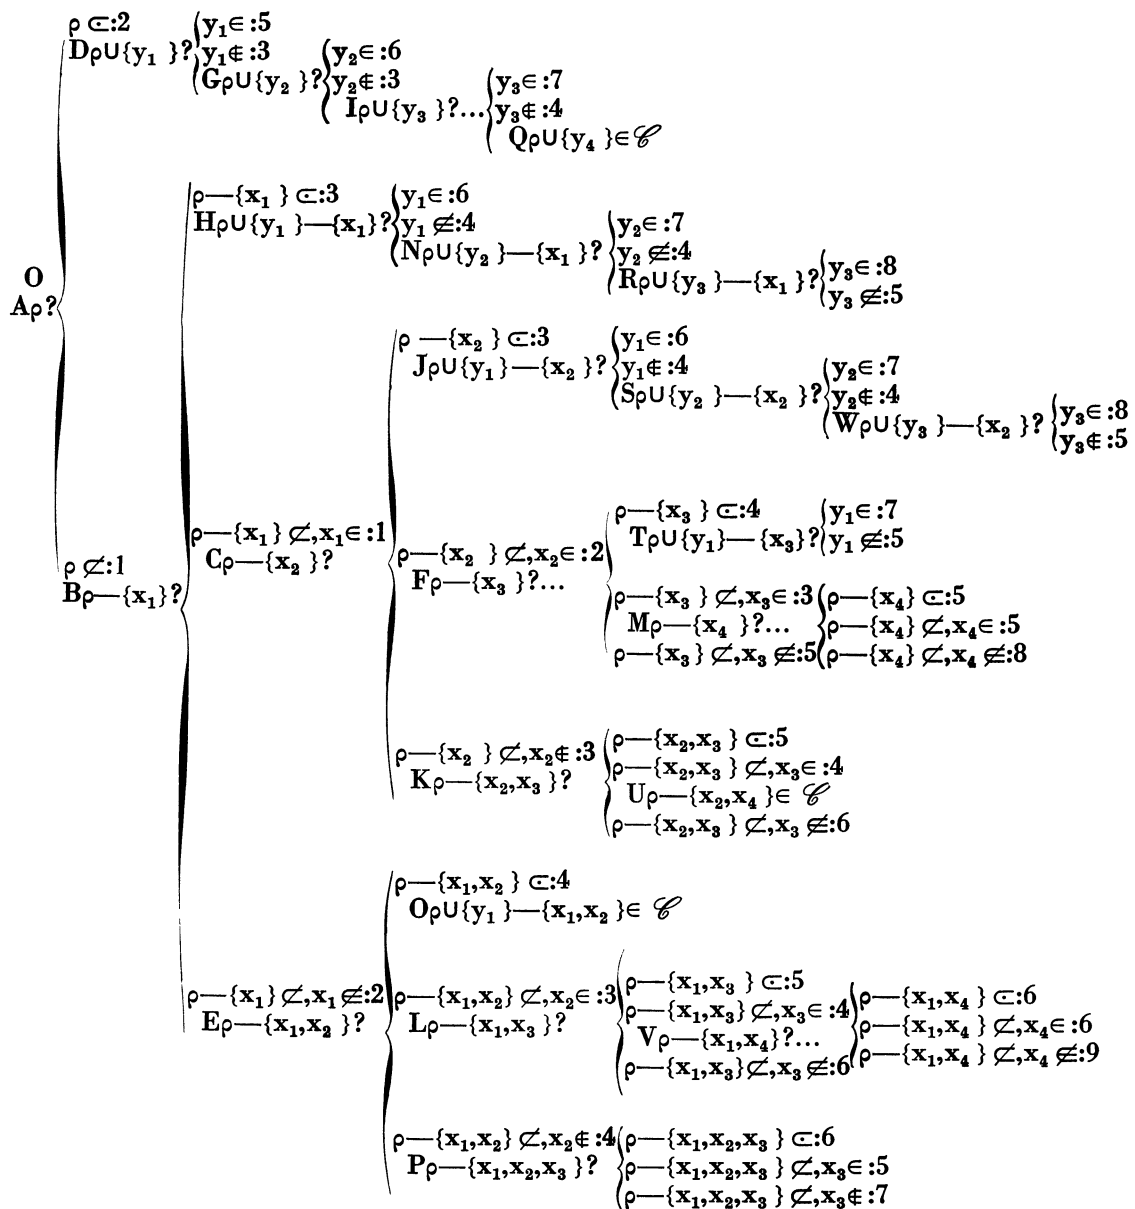 ρ ⊂:2 {y₁∈:5
Dρ∪{y₁ }? {y₁∉:3 {y₂∈:6
Gρ∪{y₂ }? {y₂∉:3 {y₃∈:7
Iρ∪{y₃ }?... {y₃∉:4
Qρ∪{y₄ }∈𝒞
ρ—{x₁ } ⊂:3 {y₁∈:6
Hρ∪{y₁ }—{x₁}? {y₁ ∉:4 {y₂∈:7
Nρ∪{y₂ }—{x₁ }? {y₂ ∉:4 {y₃∈:8
Rρ∪{y₃ }—{x₁ }? {y₃ ∉:5
O
Aρ?
ρ —{x₂ } ⊂:3 {y₁∈:6
Jρ∪{y₁}—{x₂ }? {y₁∉:4 {y₂∈:7
Sρ∪{y₂ }—{x₂ }? {y₂∉:4 {y₃∈:8
Wρ∪{y₃ }—{x₂ }? {y₃∉:5
ρ—{x₃ } ⊂:4 {y₁∈:7
ρ—{x₁} ⊄,x₁∈:1
Tρ∪{y₁}—{x₃}? {y₁ ∉:5
Cρ—{x₂ }?
ρ—{x₂ } ⊄,x₂∈:2
ρ ⊄:1
Fρ—{x₃ }?...
Bρ—{x₁}?
ρ—{x₃ } ⊄,x₃∈:3 {ρ—{x₄} ⊂:5
Mρ—{x₄ }?... ρ—{x₄} ⊄,x₄∈:5
ρ—{x₃} ⊄,x₃ ∉:5 ρ—{x₄} ⊄,x₄ ∉:8
ρ—{x₂ } ⊄,x₂∉:3 {ρ—{x₂,x₃ } ⊂:5
Kρ—{x₂,x₃ }? ρ—{x₂,x₃ } ⊄,x₃∈:4
Uρ—{x₂,x₄ }∈ 𝒞
ρ—{x₂,x₃ } ⊄,x₃ ∉:6
ρ—{x₁,x₂ } ⊂:4
Oρ∪{y₁ }—{x₁,x₂ }∈ 𝒞
ρ—{x₁,x₃ } ⊂:5
ρ—{x₁} ⊄,x₁ ∉:2 ρ—{x₁,x₂} ⊄,x₂∈:3 ρ—{x₁,x₃} ⊄,x₃∈:4 {ρ—{x₁,x₄ } ⊂:6
Eρ—{x₁,x₂ }? Lρ—{x₁,x₃ }? Vρ—{x₁,x₄}?... ρ—{x₁,x₄ } ⊄,x₄∈:6
ρ—{x₁,x₃}⊄,x₃ ∉:6 ρ—{x₁,x₄ } ⊄,x₄ ∉:9
ρ—{x₁,x₂} ⊄,x₂∉:4 {ρ—{x₁,x₂,x₃ } ⊂:6
Pρ—{x₁,x₂,x₃ }? ρ—{x₁,x₂,x₃ } ⊄,x₃∈:5
ρ—{x₁,x₂,x₃ } ⊄,x₃∉:7